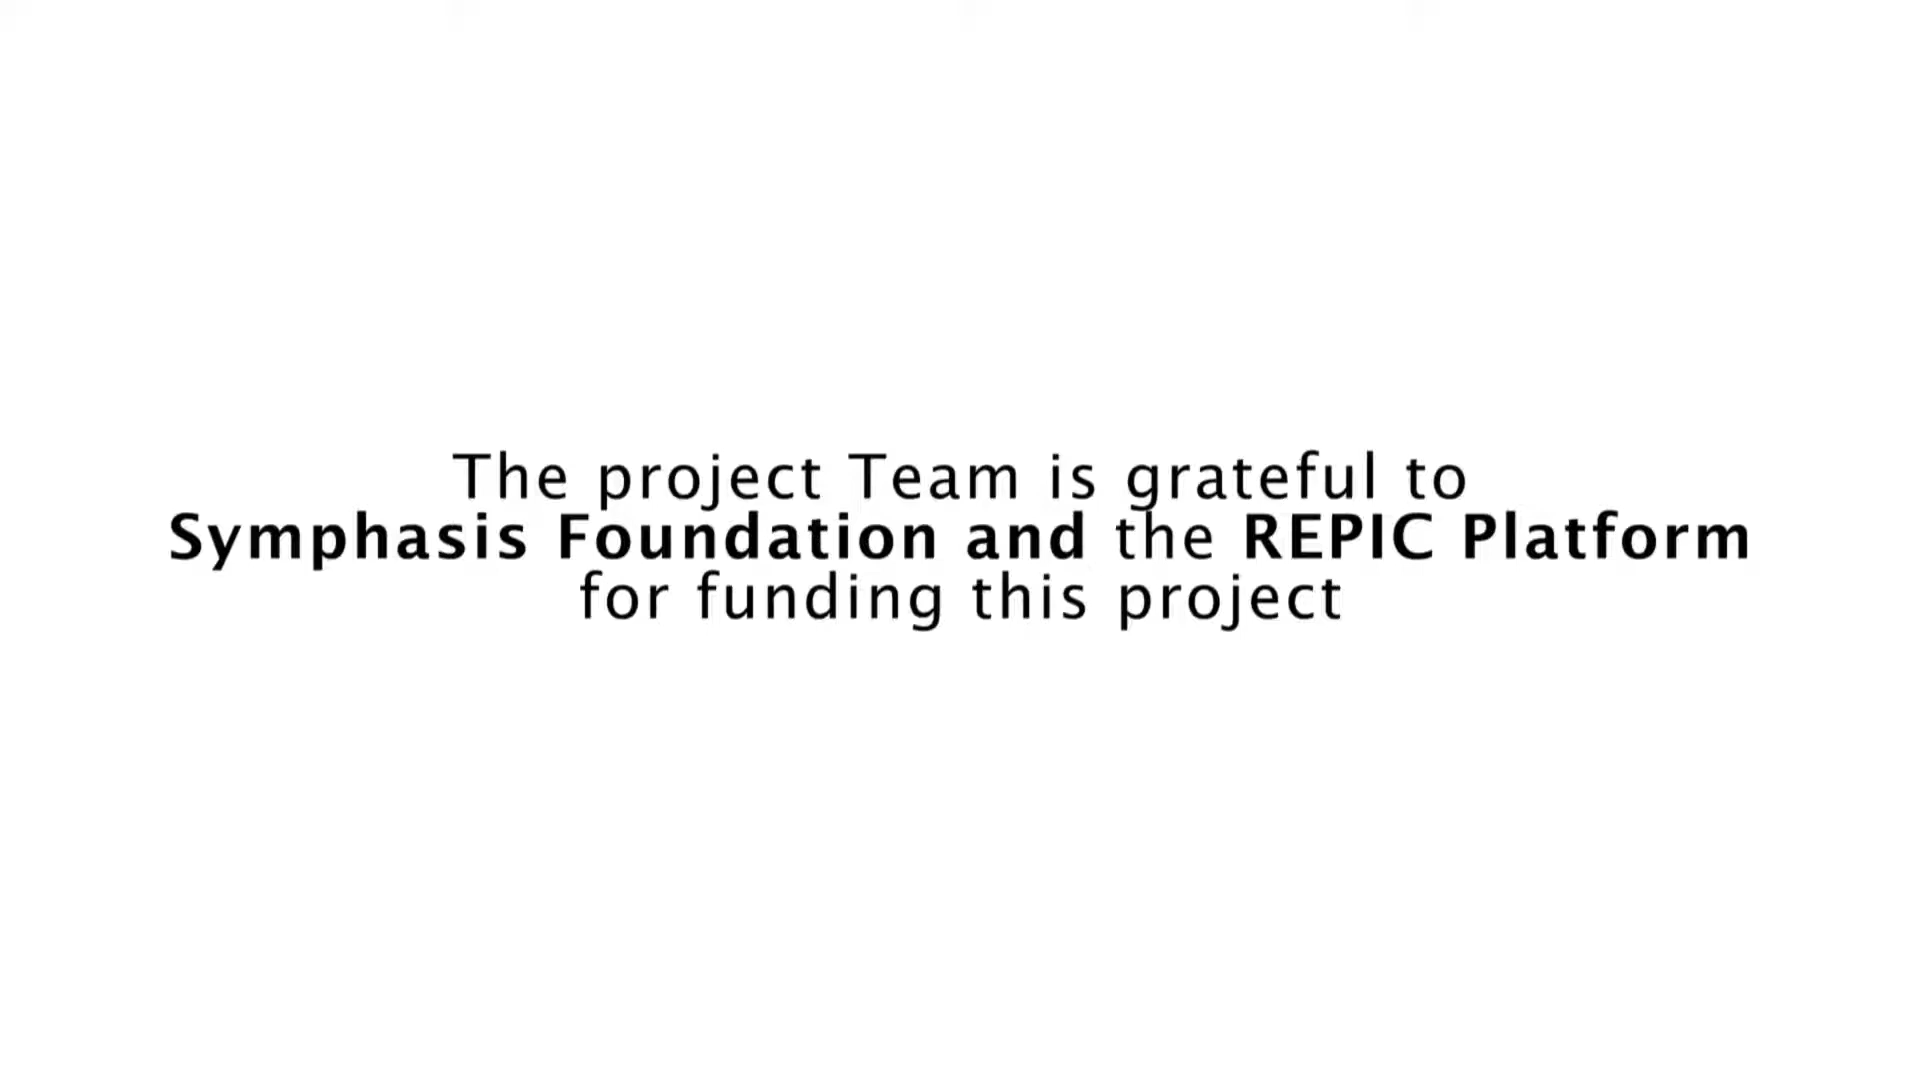 The project Team is grateful to
Symphasis Foundation and the REPIC Platform
for funding this project